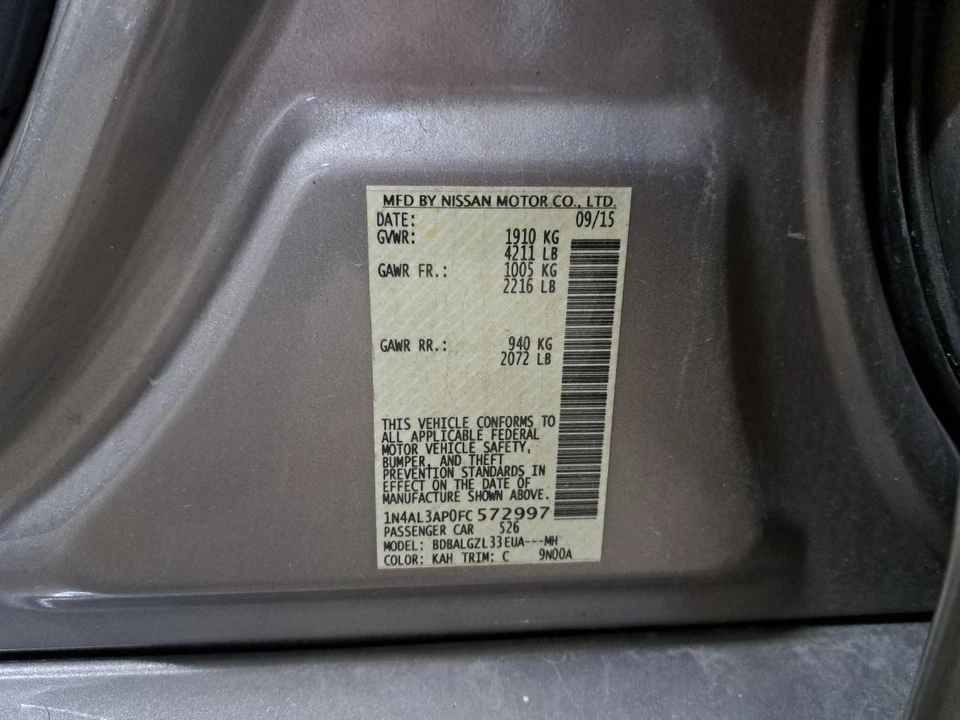 MFD BY NISSAN MOTOR CO., LTD.
DATE: 09/15
GVWR: 1910 KG
4211 LB
GAWR FR.: 1005 KG
2216 LB
GAWR RR.: 940 KG
2072 LB
THIS VEHICLE CONFORMS TO
ALL APPLICABLE FEDERAL
MOTOR VEHICLE SAFETY,
BUMPER, AND THEFT
PREVENTION STANDARDS IN
EFFECT ON THE DATE OF
MANUFACTURE SHOWN ABOVE.
1N4AL3AP0FC 572997
PASSENGER CAR 526
MODEL: BDBALGZL33EUA---MH
COLOR: KAH TRIM: C 9N00A